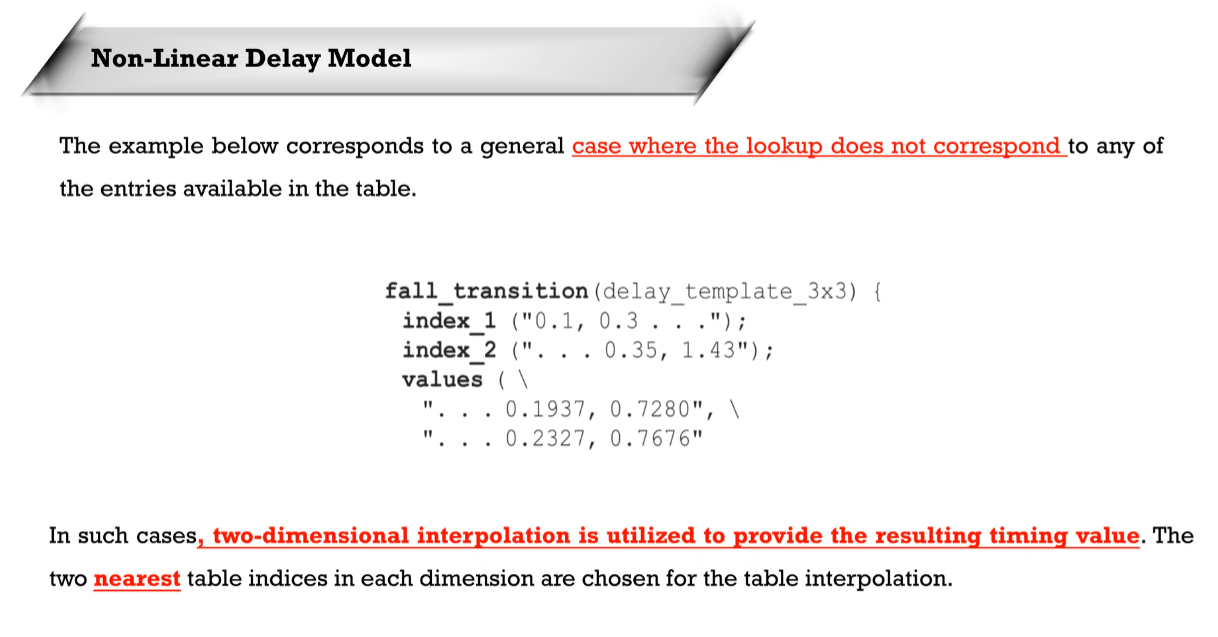 Non-Linear Delay Model
The example below corresponds to a general case where the lookup does not correspond to any of
the entries available in the table.
fall_transition(delay_template_3x3) {
index_1 ("0.1, 0.3 . . .");
index_2 (". . . 0.35, 1.43");
values ( \
". . . 0.1937, 0.7280", \
". . . 0.2327, 0.7676"
In such cases, two-dimensional interpolation is utilized to provide the resulting timing value. The
two nearest table indices in each dimension are chosen for the table interpolation.